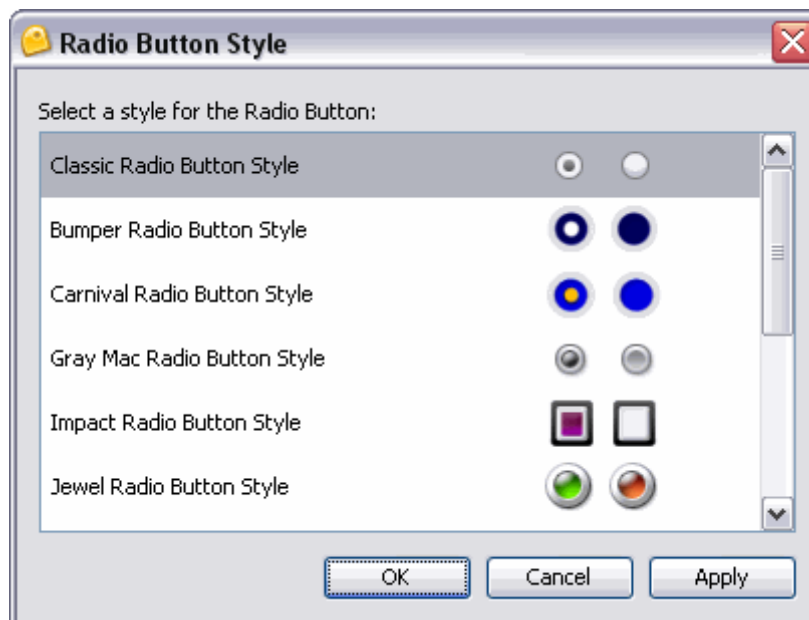 Radio Button Style
Select a style for the Radio Button:
Classic Radio Button Style
Bumper Radio Button Style
Carnival Radio Button Style
Gray Mac Radio Button Style
Impact Radio Button Style
Jewel Radio Button Style
OK Cancel Apply